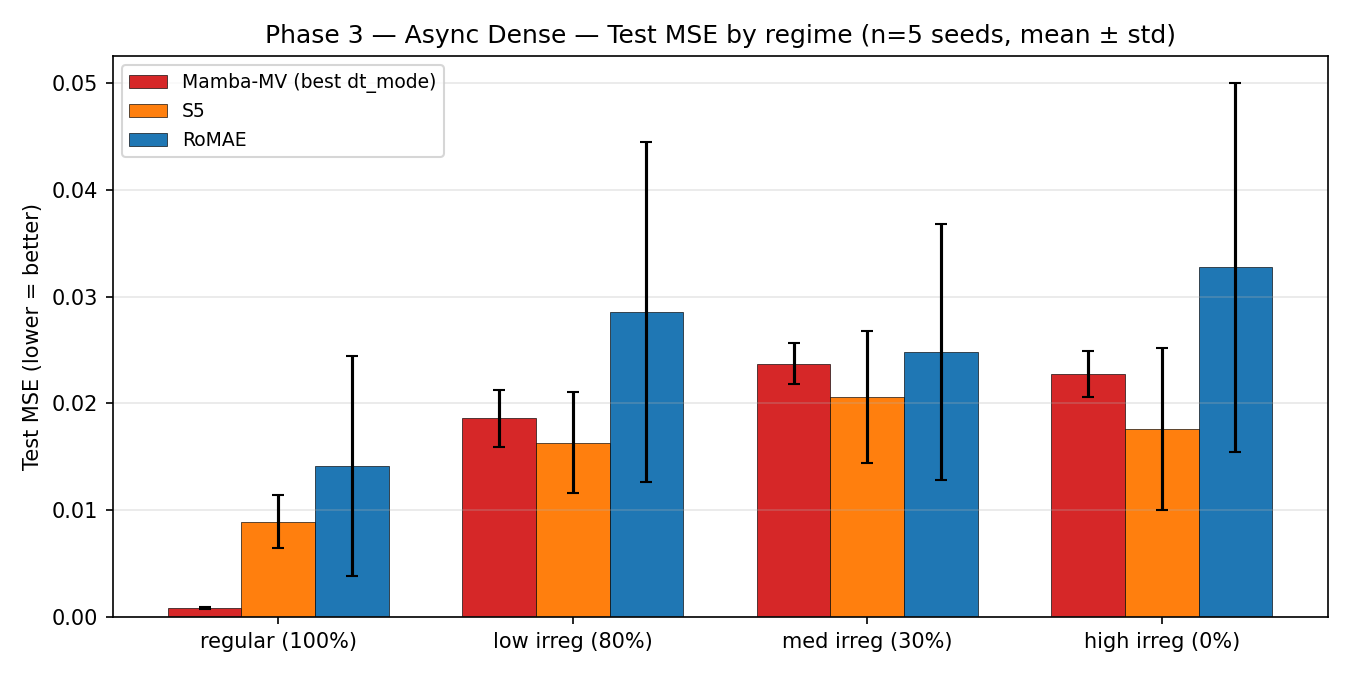 Phase 3 — Async Dense — Test MSE by regime (n=5 seeds, mean ± std)
Mamba-MV (best dt_mode)
S5
RoMAE
Test MSE (lower = better)
0.05
0.04
0.03
0.02
0.01
0.00
regular (100%)
low irreg (80%)
med irreg (30%)
high irreg (0%)